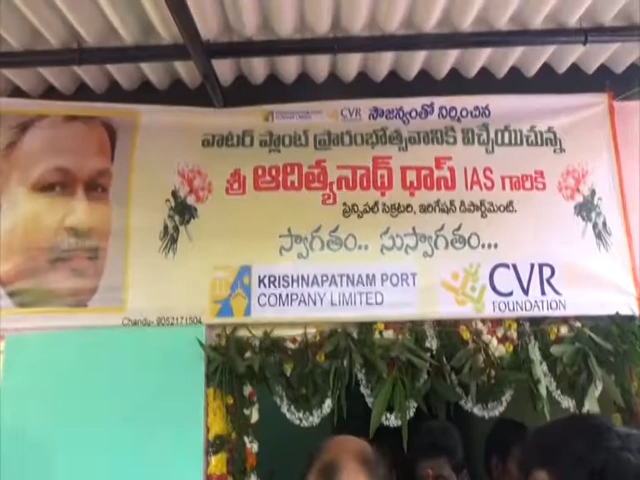 CVR సౌజన్యంతో నిర్మించిన
వాటర్ ప్లాంట్ ప్రారంభోత్సవానికి విచ్చేయుచున్న
శ్రీ ఆదిత్యనాథ్ ధాస్ IAS గారికి
ప్రిన్సిపల్ సెక్రటరి, ఇరిగేషన్ డిపార్ట్‌మెంట్.
స్వాగతం.. సుస్వాగతం...
KRISHNAPATNAM PORT
COMPANY LIMITED
CVR
FOUNDATION
Chandu- 9052171504